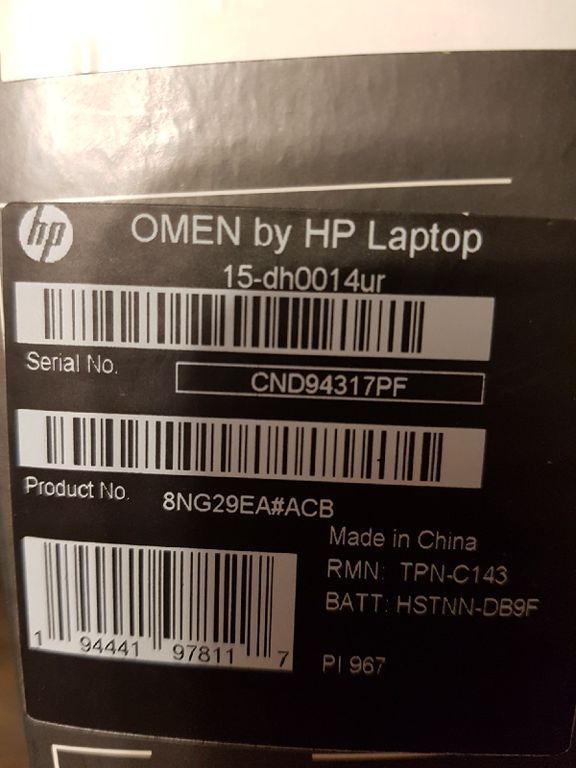 hp
OMEN by HP Laptop
15-dh0014ur
Serial No.
CND94317PF
Product No. 8NG29EA#ACB
Made in China
RMN: TPN-C143
BATT: HSTNN-DB9F
1 94441 97811 7
PI 967